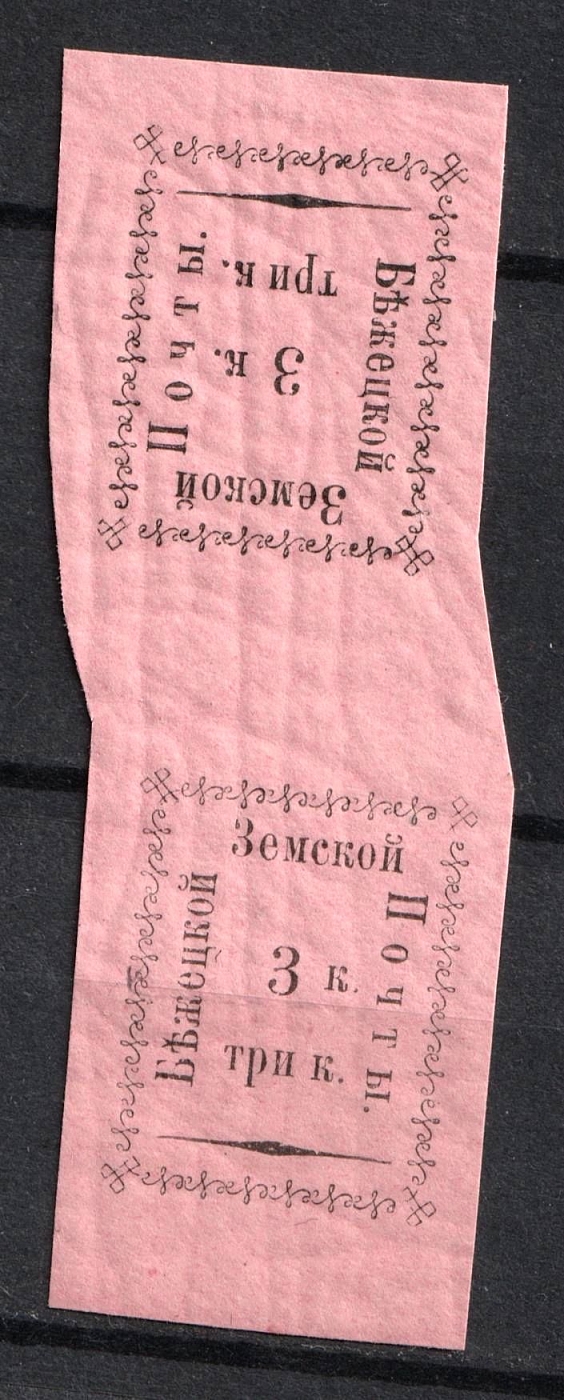 Бѣжецкой
Земской
Почты.
3 к.
три к.
Бѣжецкой
Земской
Почты.
3 к.
три к.